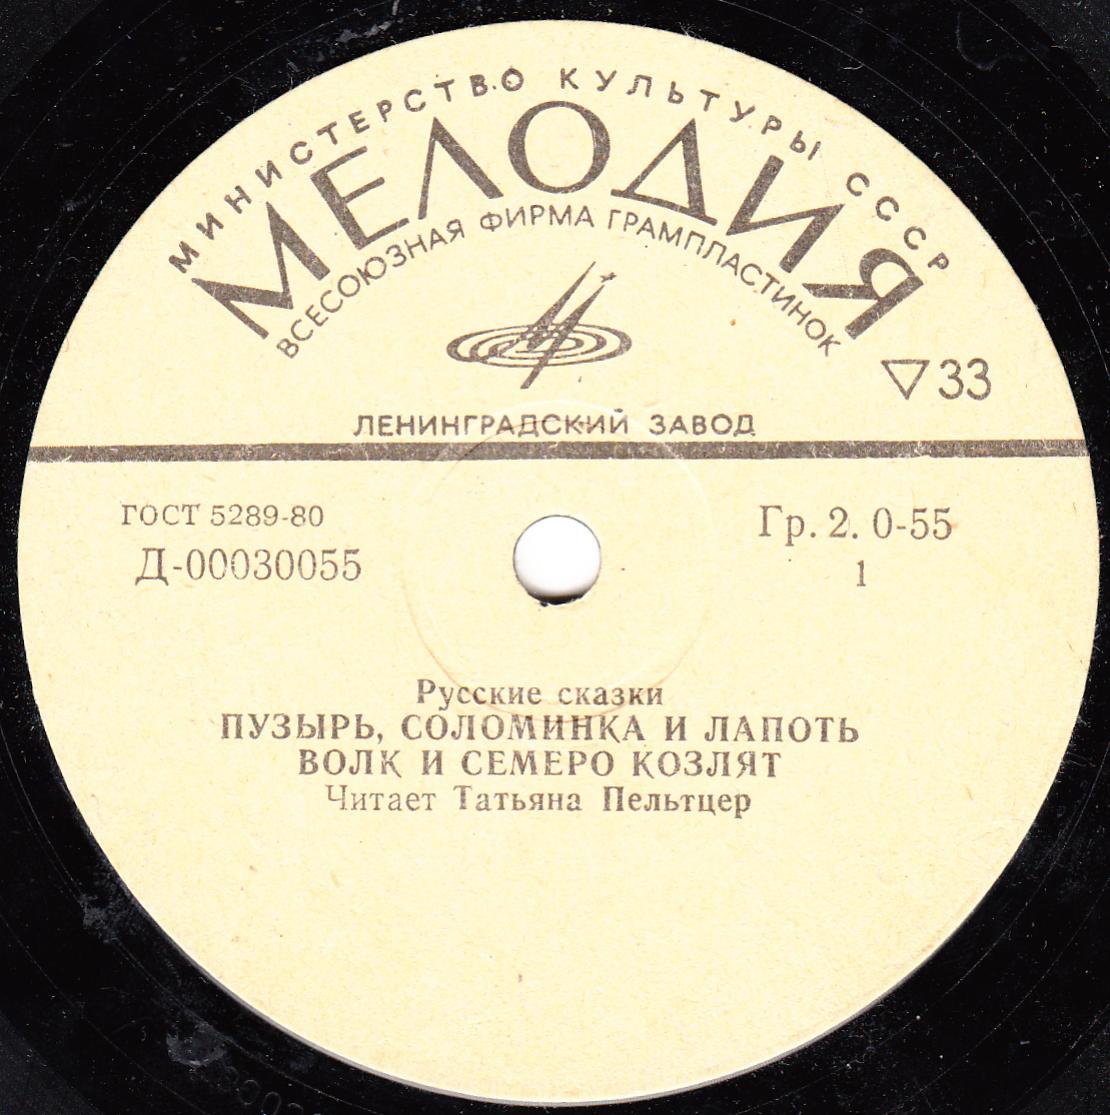 МИНИСТЕРСТВО КУЛЬТУРЫ СССР
МЕЛОДИЯ
ВСЕСОЮЗНАЯ ФИРМА ГРАМПЛАСТИНОК
▽33
ЛЕНИНГРАДСКИЙ ЗАВОД
ГОСТ 5289-80
Гр. 2. 0-55
Д-00030055
1
Русские сказки
ПУЗЫРЬ, СОЛОМИНКА И ЛАПОТЬ
ВОЛК И СЕМЕРО КОЗЛЯТ
Читает Татьяна Пельтцер